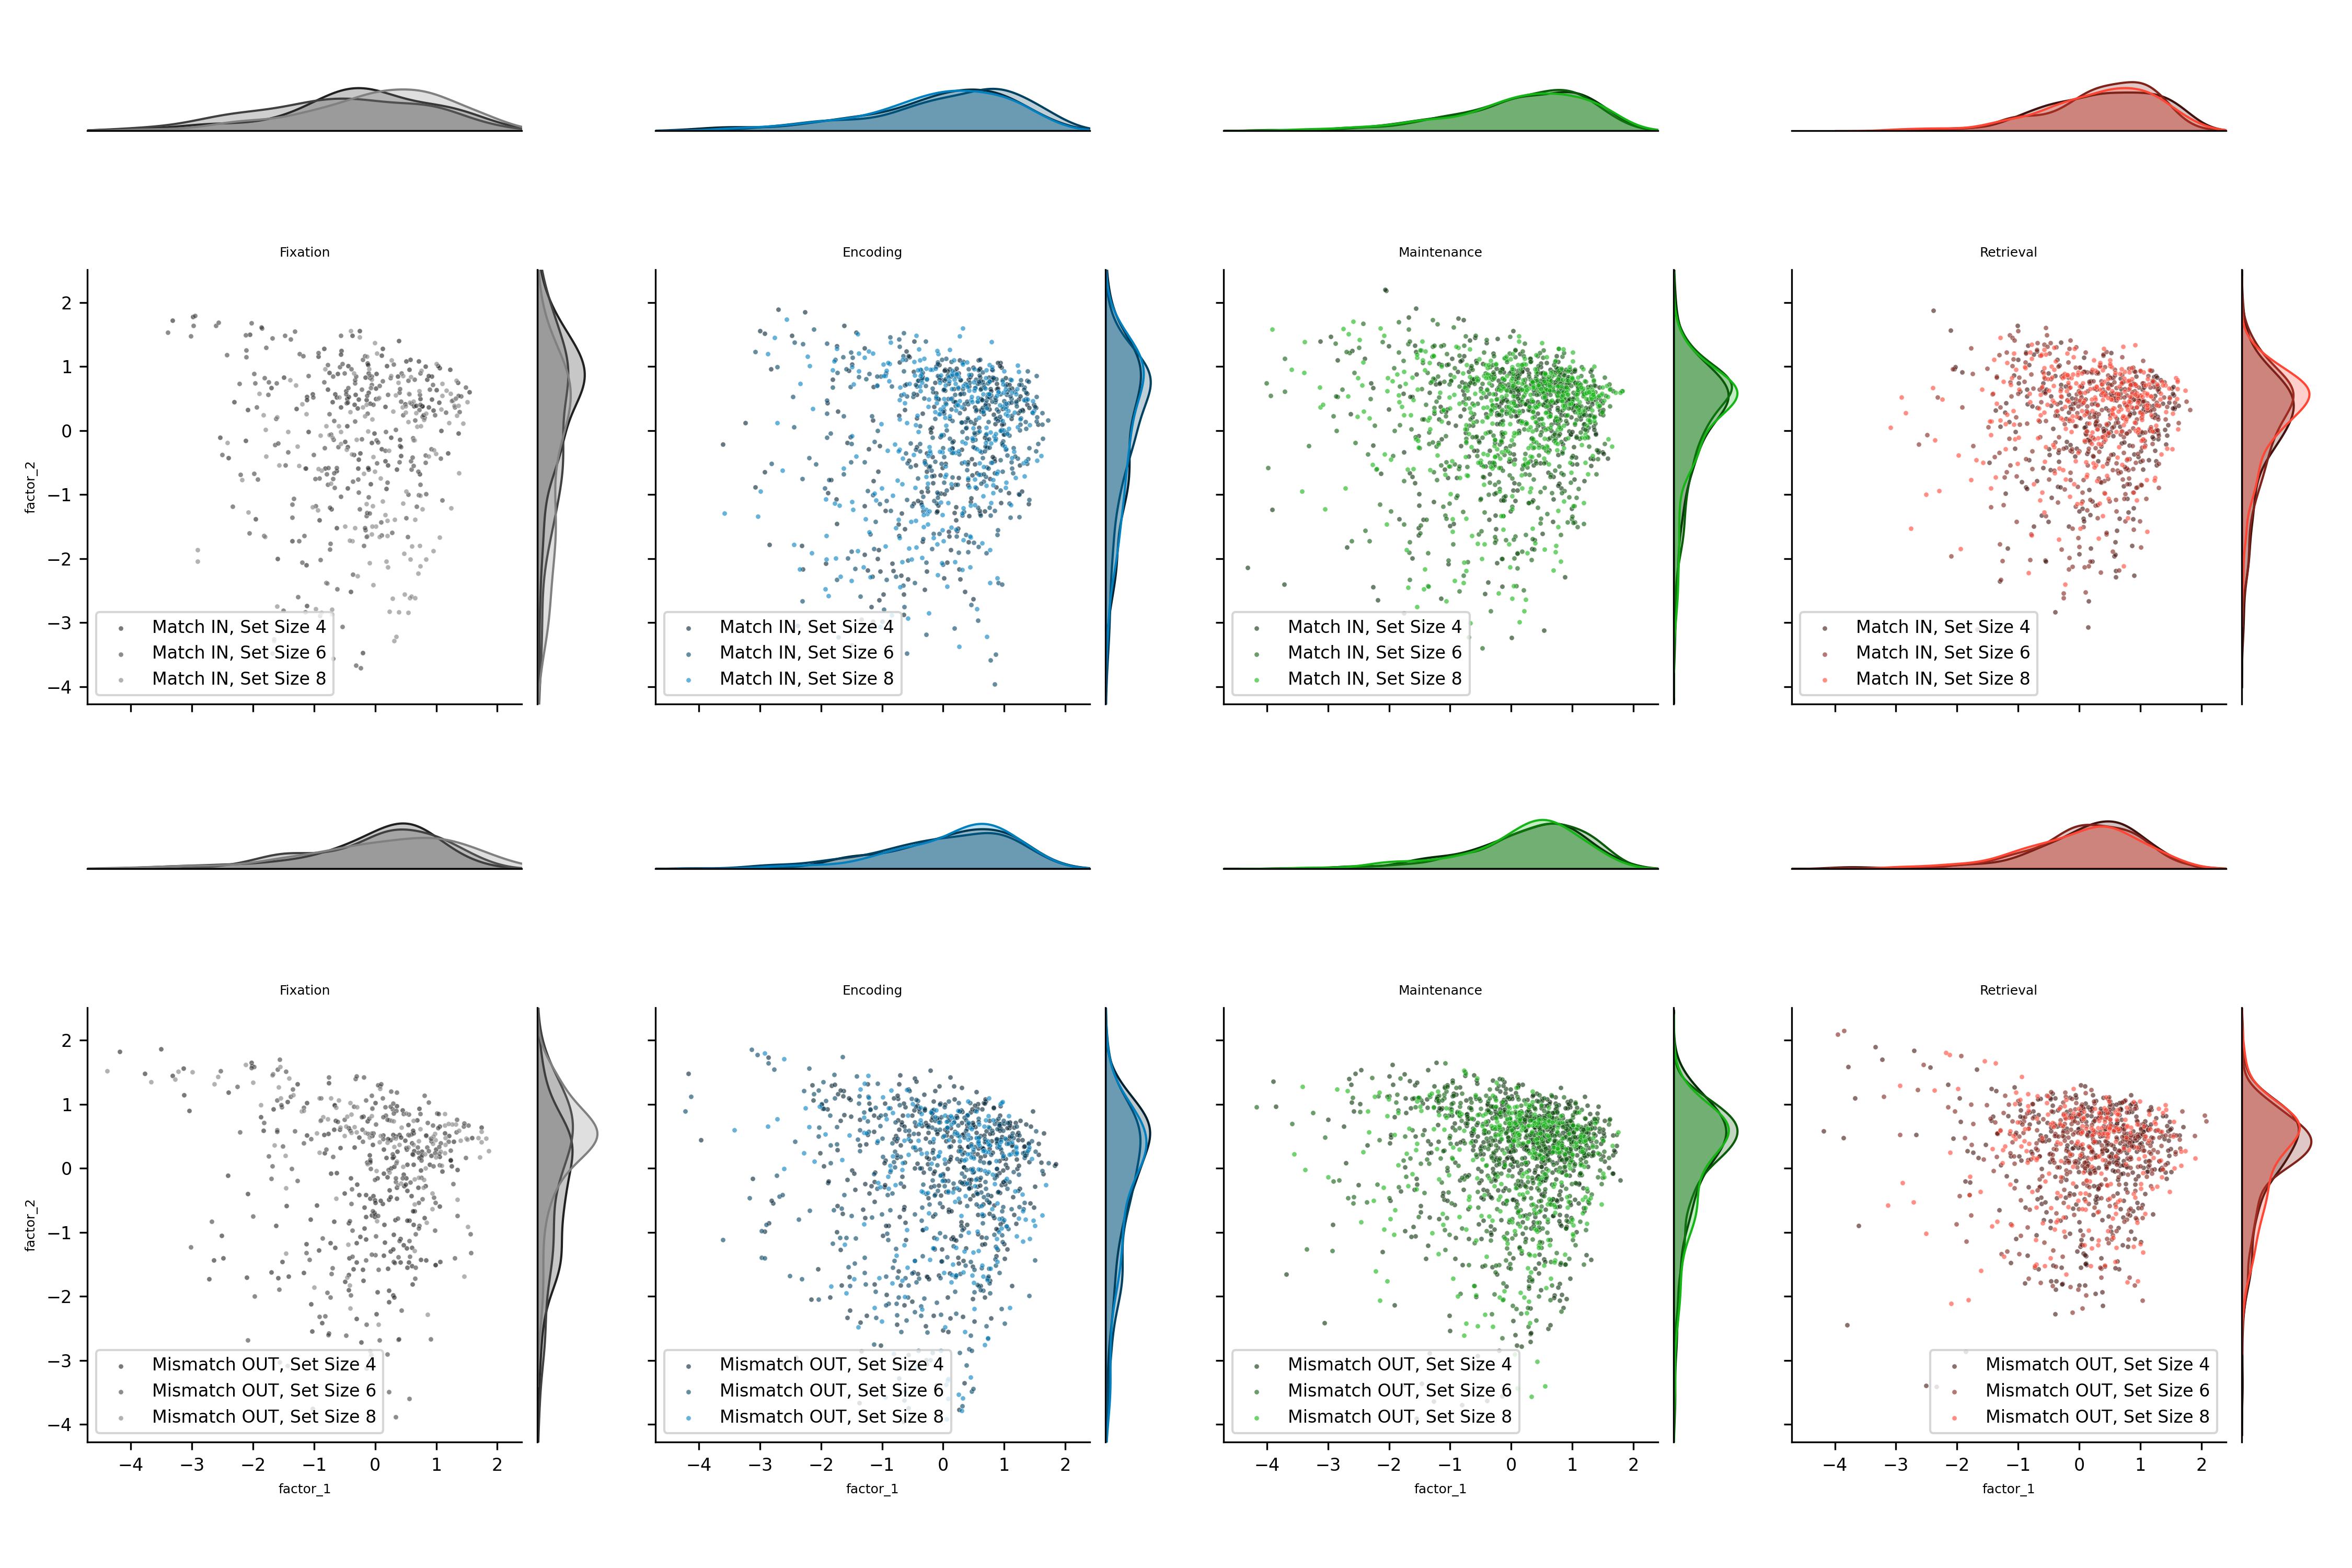 Fixation
Encoding
Maintenance
Retrieval
factor_2
2
1
0
−1
−2
−3
−4
Match IN, Set Size 4
Match IN, Set Size 6
Match IN, Set Size 8
Match IN, Set Size 4
Match IN, Set Size 6
Match IN, Set Size 8
Match IN, Set Size 4
Match IN, Set Size 6
Match IN, Set Size 8
Match IN, Set Size 4
Match IN, Set Size 6
Match IN, Set Size 8
Fixation
Encoding
Maintenance
Retrieval
factor_2
2
1
0
−1
−2
−3
−4
Mismatch OUT, Set Size 4
Mismatch OUT, Set Size 6
Mismatch OUT, Set Size 8
Mismatch OUT, Set Size 4
Mismatch OUT, Set Size 6
Mismatch OUT, Set Size 8
Mismatch OUT, Set Size 4
Mismatch OUT, Set Size 6
Mismatch OUT, Set Size 8
Mismatch OUT, Set Size 4
Mismatch OUT, Set Size 6
Mismatch OUT, Set Size 8
−4 −3 −2 −1 0 1 2
−4 −3 −2 −1 0 1 2
−4 −3 −2 −1 0 1 2
−4 −3 −2 −1 0 1 2
factor_1
factor_1
factor_1
factor_1